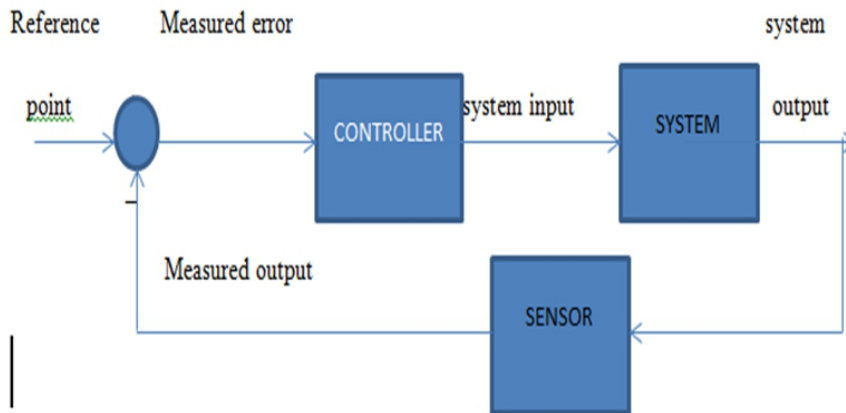 Reference Measured error system
point system input output
CONTROLLER SYSTEM
–
Measured output
SENSOR